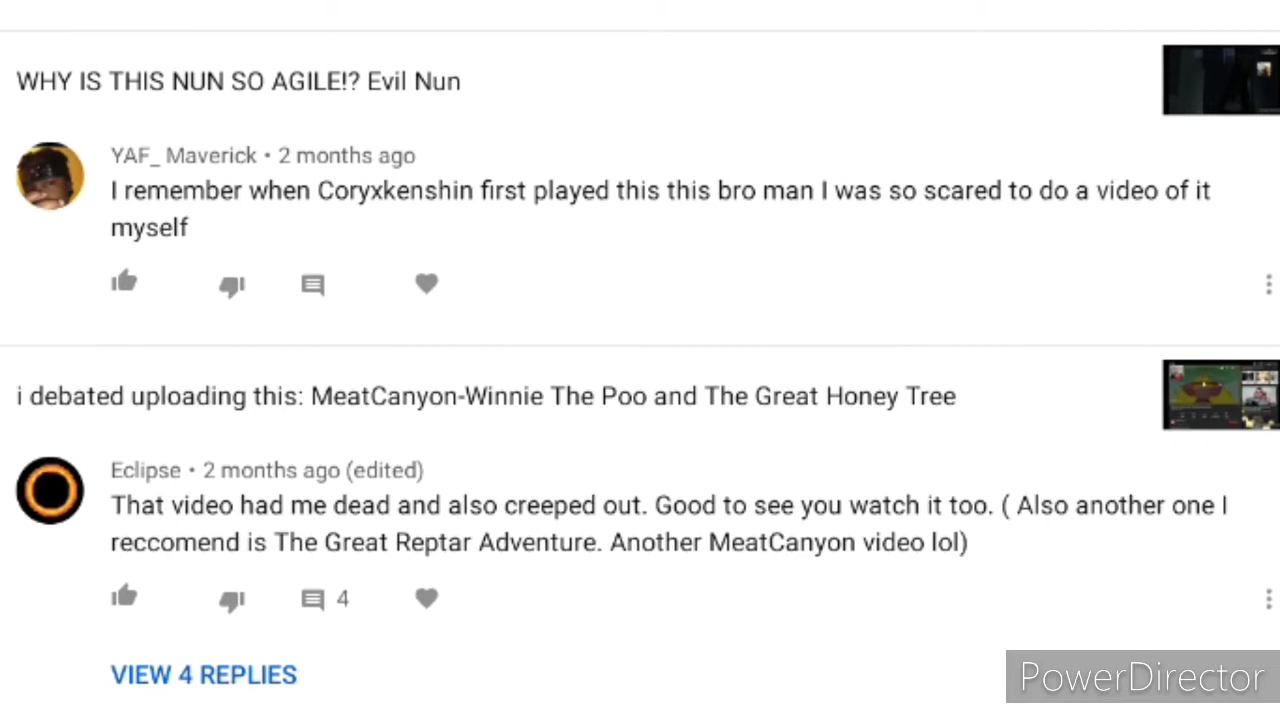 WHY IS THIS NUN SO AGILE!? Evil Nun
YAF_ Maverick • 2 months ago
I remember when Coryxkenshin first played this this bro man I was so scared to do a video of it
myself
i debated uploading this: MeatCanyon-Winnie The Poo and The Great Honey Tree
Eclipse • 2 months ago (edited)
That video had me dead and also creeped out. Good to see you watch it too. ( Also another one I
reccomend is The Great Reptar Adventure. Another MeatCanyon video lol)
4
VIEW 4 REPLIES
PowerDirector